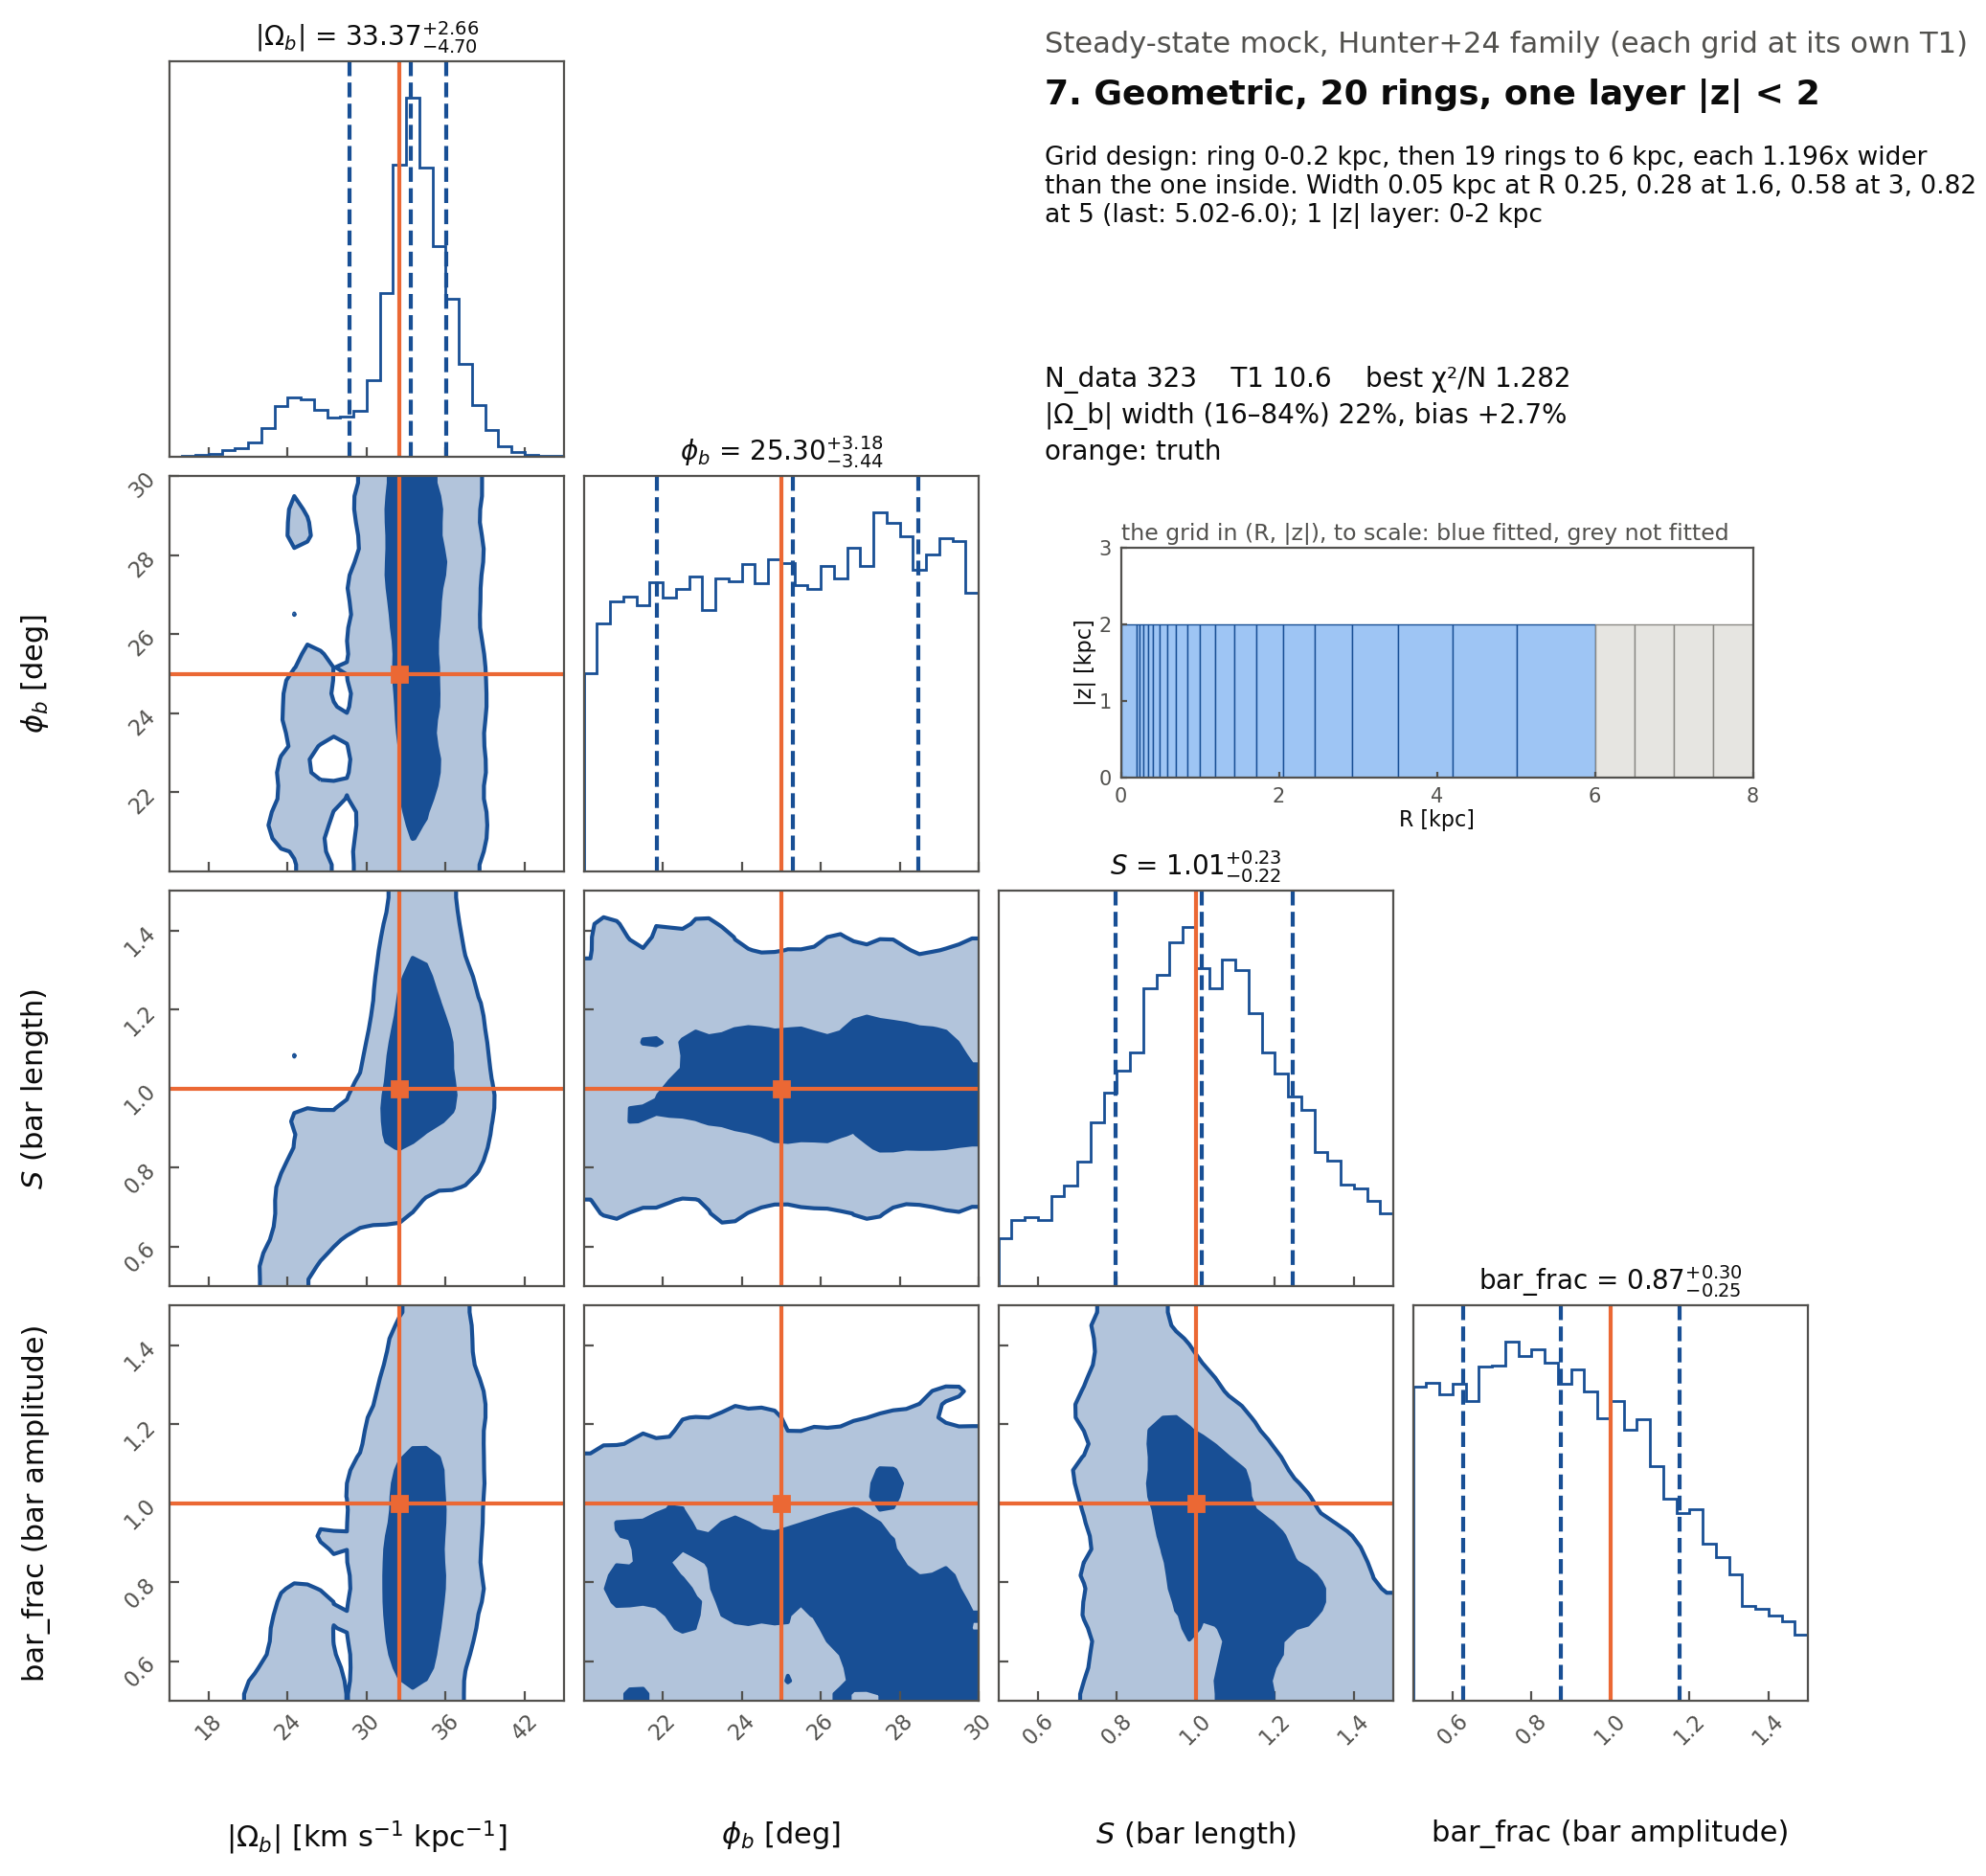 |Ω_b| = 33.37 +2.66 −4.70
Steady-state mock, Hunter+24 family (each grid at its own T1)
7. Geometric, 20 rings, one layer |z| < 2
Grid design: ring 0-0.2 kpc, then 19 rings to 6 kpc, each 1.196x wider
than the one inside. Width 0.05 kpc at R 0.25, 0.28 at 1.6, 0.58 at 3, 0.82
at 5 (last: 5.02-6.0); 1 |z| layer: 0-2 kpc
N_data 323 T1 10.6 best χ²/N 1.282
|Ω_b| width (16–84%) 22%, bias +2.7%
orange: truth
ϕ_b = 25.30 +3.18 −3.44
the grid in (R, |z|), to scale: blue fitted, grey not fitted
3
2
1
0
|z| [kpc]
0 2 4 6 8
R [kpc]
30
28
26
24
22
ϕ_b [deg]
S = 1.01 +0.23 −0.22
1.4
1.2
1.0
0.8
0.6
S (bar length)
bar_frac = 0.87 +0.30 −0.25
1.4
1.2
1.0
0.8
0.6
bar_frac (bar amplitude)
18 24 30 36 42
22 24 26 28 30
0.6 0.8 1.0 1.2 1.4
0.6 0.8 1.0 1.2 1.4
|Ω_b| [km s⁻¹ kpc⁻¹]
ϕ_b [deg]
S (bar length)
bar_frac (bar amplitude)